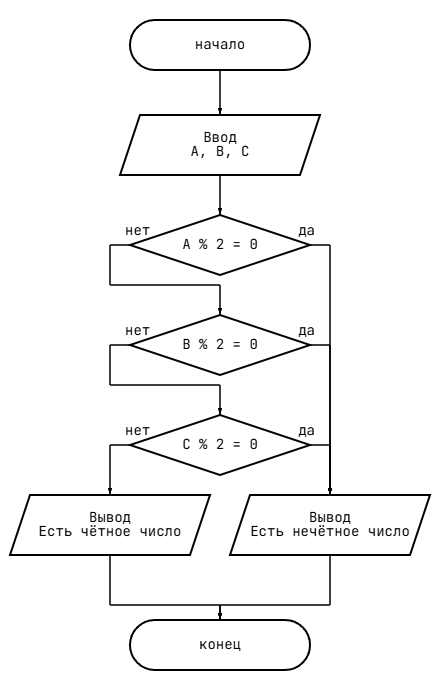 начало
Ввод
A, B, C
нет
да
A % 2 = 0
нет
да
B % 2 = 0
нет
да
C % 2 = 0
Вывод
Есть чётное число
Вывод
Есть нечётное число
конец